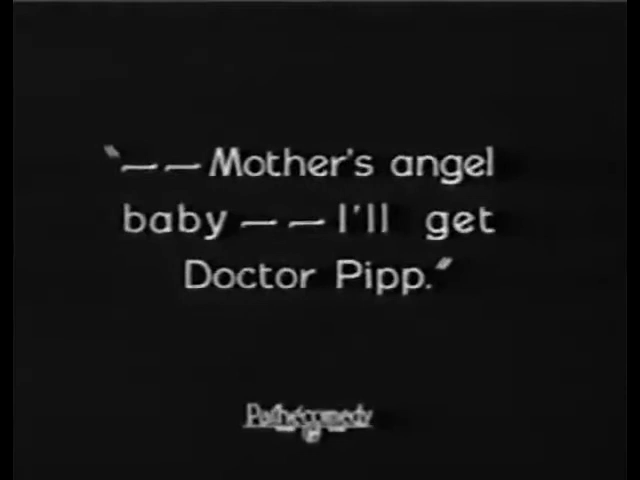 "——Mother's angel
baby——I'll get
Doctor Pipp."
Pathécomedy